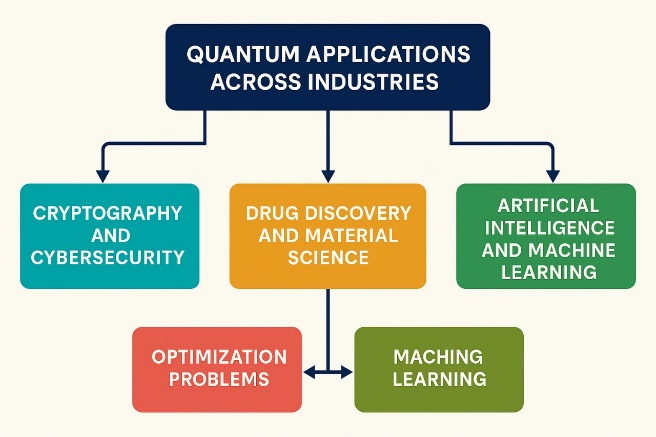 QUANTUM APPLICATIONS
ACROSS INDUSTRIES
CRYPTOGRAPHY
AND
CYBERSECURITY
DRUG DISCOVERY
AND MATERIAL
SCIENCE
ARTIFICIAL
INTELLIGENCE
AND MACHINE
LEARNING
OPTIMIZATION
PROBLEMS
MACHING
LEARNING